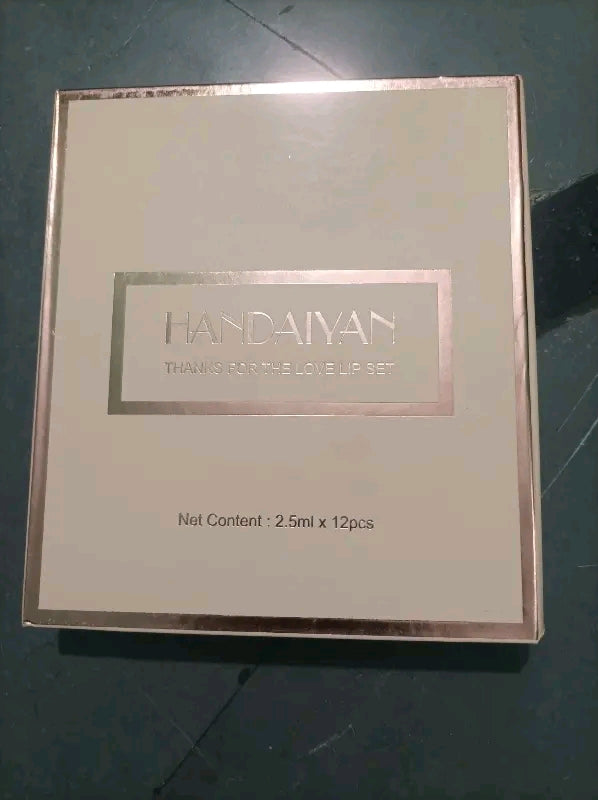 HANDAIYAN
THANKS FOR THE LOVE LIP SET
Net Content : 2.5ml x 12pcs